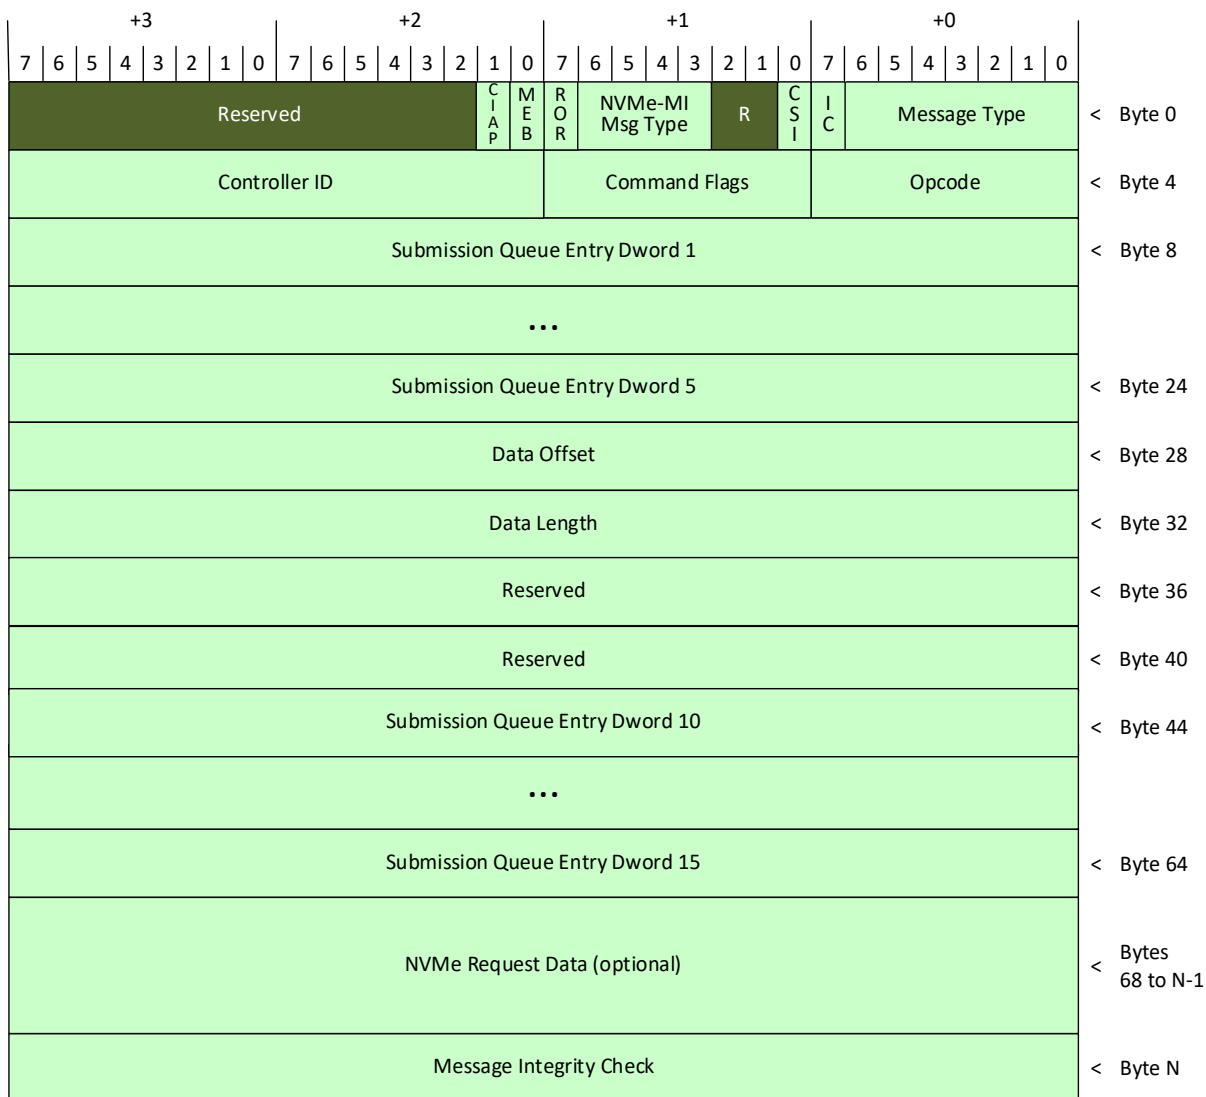 +3 +2 +1 +0
7 6 5 4 3 2 1 0 7 6 5 4 3 2 1 0 7 6 5 4 3 2 1 0 7 6 5 4 3 2 1 0
Reserved CIAP MEB ROR NVMe-MI Msg Type R CSI IC Message Type < Byte 0
Controller ID Command Flags Opcode < Byte 4
Submission Queue Entry Dword 1 < Byte 8
...
Submission Queue Entry Dword 5 < Byte 24
Data Offset < Byte 28
Data Length < Byte 32
Reserved < Byte 36
Reserved < Byte 40
Submission Queue Entry Dword 10 < Byte 44
...
Submission Queue Entry Dword 15 < Byte 64
NVMe Request Data (optional) < Bytes 68 to N-1
Message Integrity Check < Byte N